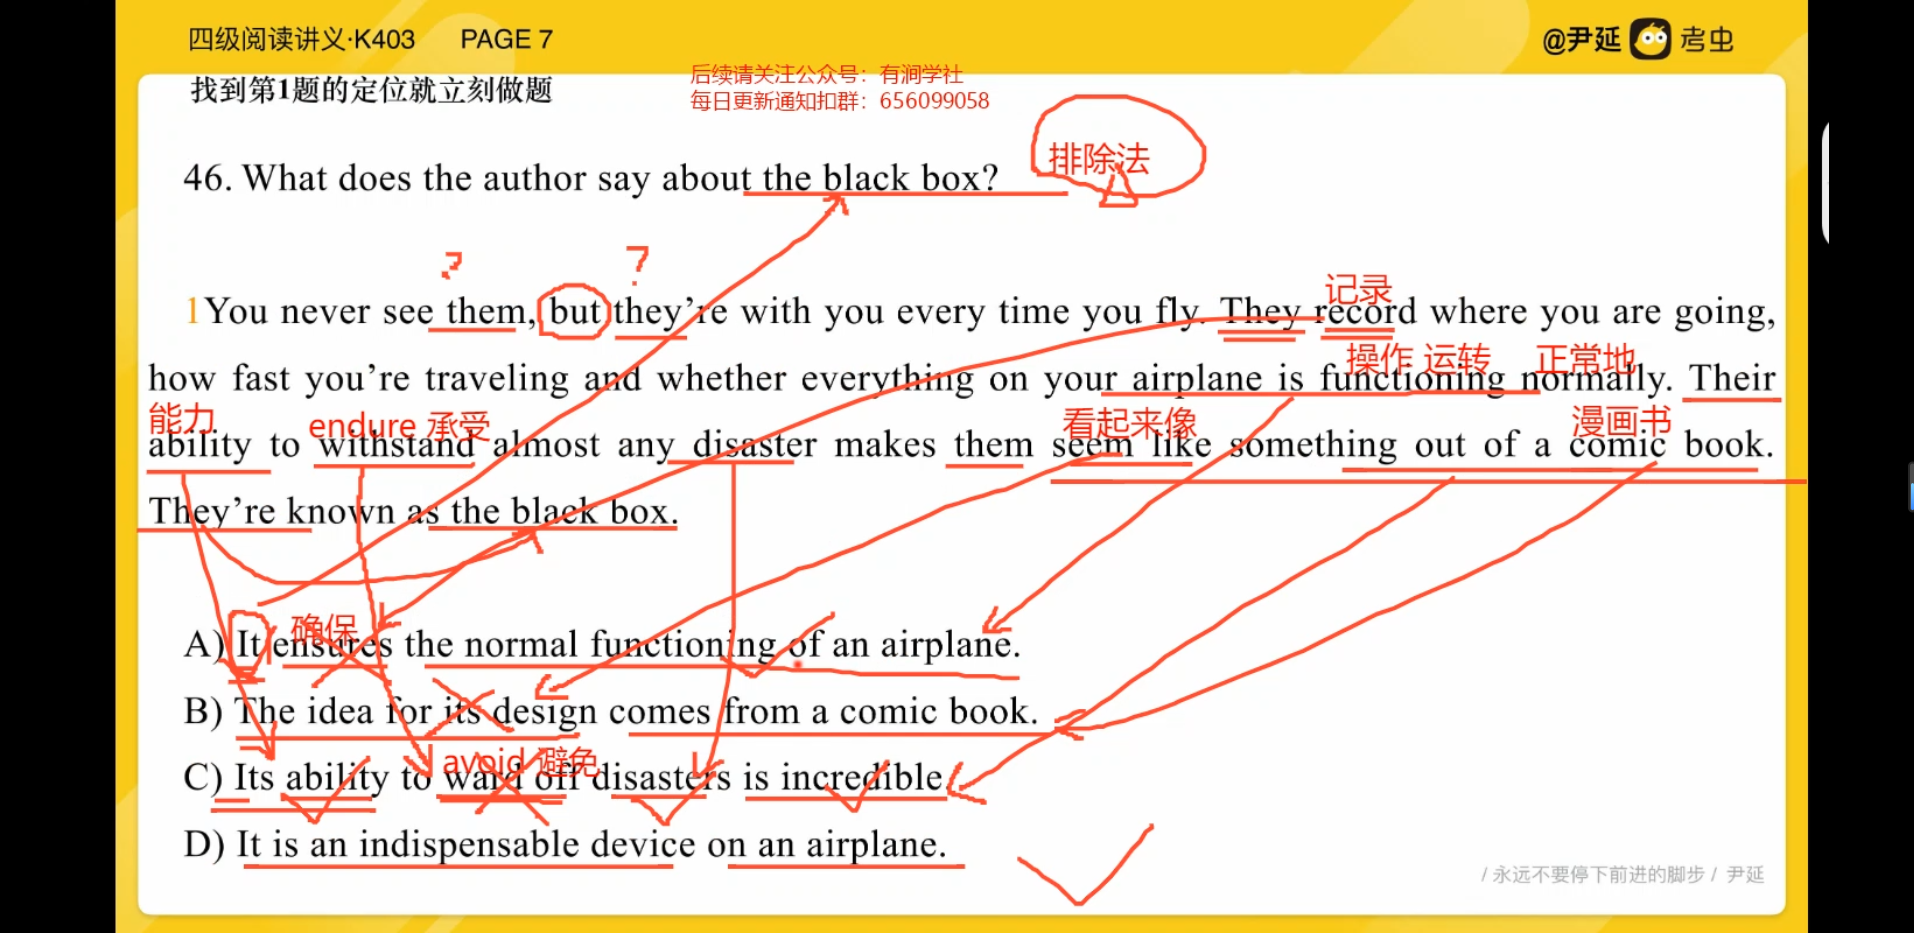 四级阅读讲义·K403 PAGE 7
@尹延 考虫
找到第1题的定位就立刻做题
后续请关注公众号：有涧学社
每日更新通知扣群：656099058
排除法
46. What does the author say about the black box?
? ?
记录
1 You never see them, but they're with you every time you fly. They record where you are going,
操作 运转 正常地
how fast you're traveling and whether everything on your airplane is functioning normally. Their
能力 endure 承受 看起来像 漫画书
ability to withstand almost any disaster makes them seem like something out of a comic book.
They're known as the black box.
确保
A) It ensures the normal functioning of an airplane.
B) The idea for its design comes from a comic book.
avoid 避免
C) Its ability to ward off disasters is incredible.
D) It is an indispensable device on an airplane.
/ 永远不要停下前进的脚步 / 尹延